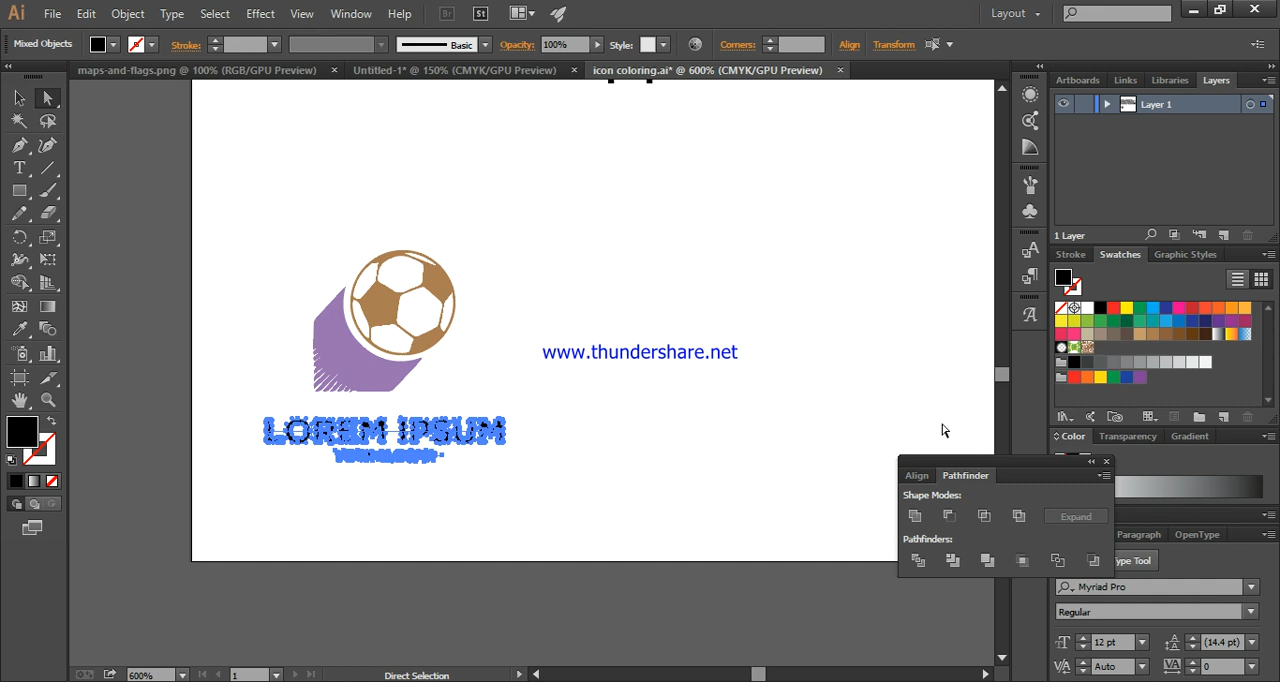 Ai File Edit Object Type Select Effect View Window Help Br St Layout
Mixed Objects Stroke: Basic Opacity: 100% Style: Corners: Align Transform
maps-and-flags.png @ 100% (RGB/GPU Preview) × Untitled-1* @ 150% (CMYK/GPU Preview) × icon coloring.ai* @ 600% (CMYK/GPU Preview) ×
Artboards Links Libraries Layers
Layer 1
1 Layer
Stroke Swatches Graphic Styles
www.thundershare.net
LOREM IPSUM
Color Transparency Gradient
Align Pathfinder
Shape Modes:
Expand
Pathfinders:
Paragraph OpenType
ype Tool
Myriad Pro
Regular
12 pt (14.4 pt)
Auto 0
600% 1 Direct Selection